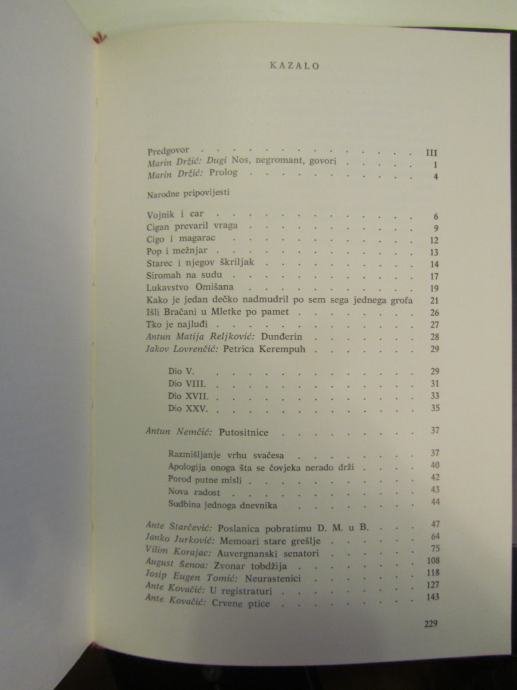 KAZALO
Predgovor . . . . . . . . . . . . . III
Marin Držić: Dugi Nos, negromant, govori . . . . . 1
Marin Držić: Prolog . . . . . . . . . . . 4
Narodne pripovijesti
Vojnik i car . . . . . . . . . . . . 6
Cigan prevaril vraga . . . . . . . . . . 9
Cigo i magarac . . . . . . . . . . . 12
Pop i mežnjar . . . . . . . . . . . . 13
Starec i njegov škriljak . . . . . . . . . 14
Siromah na sudu . . . . . . . . . . . 17
Lukavstvo Omišana . . . . . . . . . . 19
Kako je jedan dečko nadmudril po sem sega jednego grofa 21
Išli Bračani u Mletke po pamet . . . . . . . 26
Tko je najluđi . . . . . . . . . . . 27
Antun Matija Reljković: Dunđerin . . . . . . 28
Jakov Lovrenčić: Petrica Kerempuh . . . . . . 29
Dio V. . . . . . . . . . . . . 29
Dio VIII. . . . . . . . . . . . 31
Dio XVII. . . . . . . . . . . . 33
Dio XXV. . . . . . . . . . . . 35
Antun Nemčić: Putositnice . . . . . . . . 37
Razmišljanje vrhu svačesa . . . . . . . 37
Apologija onoga šta se čovjeka nerado drži . . . . 40
Porod putne misli . . . . . . . . . 42
Nova radost . . . . . . . . . . . 43
Sudbina jednoga dnevnika . . . . . . . 44
Ante Starčević: Poslanica pobratimu D. M. u B. . . . 47
Janko Jurković: Memoari stare grešlje . . . . . 64
Vilim Korajac: Auvergnanski senatori . . . . . 75
August Šenoa: Zvonar tobdžija . . . . . . . 108
Josip Eugen Tomić: Neurastenici . . . . . . 118
Ante Kovačić: U registraturi . . . . . . . 127
Ante Kovačić: Crvene ptice . . . . . . . . 143
229